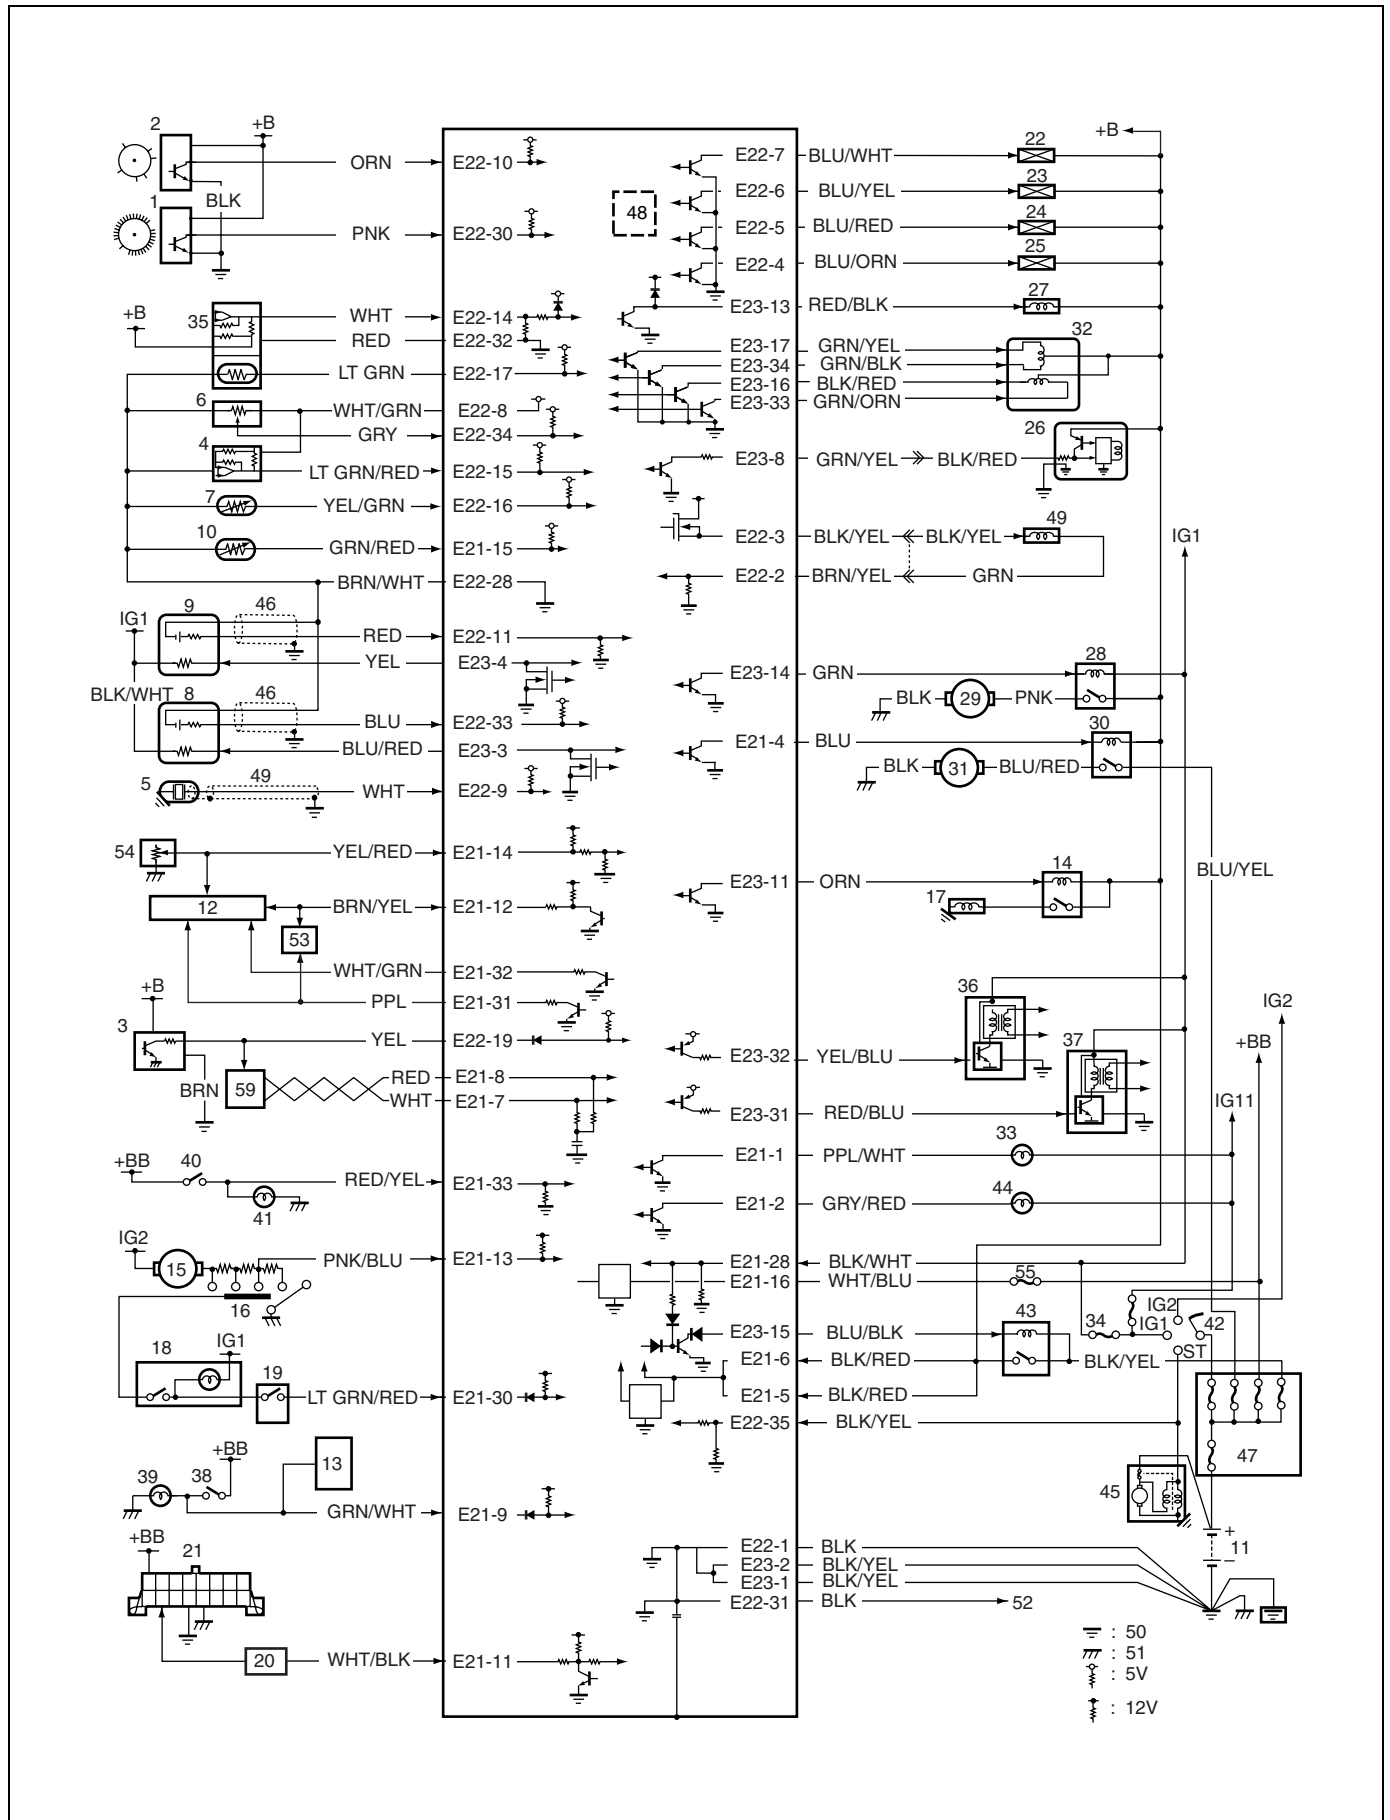 2
+B
ORN
E22-10
BLK
1
PNK
E22-30
48
+B
35
WHT
E22-14
RED
E22-32
LT GRN
E22-17
6
WHT/GRN
E22-8
GRY
E22-34
4
LT GRN/RED
E22-15
7
YEL/GRN
E22-16
10
GRN/RED
E21-15
BRN/WHT
E22-28
IG1
9
46
RED
E22-11
YEL
E23-4
BLK/WHT
8
46
BLU
E22-33
BLU/RED
E23-3
5
49
WHT
E22-9
54
YEL/RED
E21-14
12
BRN/YEL
E21-12
53
WHT/GRN
E21-32
PPL
E21-31
+B
3
YEL
E22-19
BRN
59
RED
E21-8
WHT
E21-7
+BB
40
RED/YEL
E21-33
41
IG2
15
PNK/BLU
E21-13
16
18
IG1
19
LT GRN/RED
E21-30
+BB
13
39
38
GRN/WHT
E21-9
+BB
21
20
WHT/BLK
E21-11
+B
E22-7
BLU/WHT
22
E22-6
BLU/YEL
23
E22-5
BLU/RED
24
E22-4
BLU/ORN
25
E23-13
RED/BLK
27
E23-17
GRN/YEL
32
E23-34
GRN/BLK
E23-16
BLK/RED
E23-33
GRN/ORN
26
E23-8
GRN/YEL
BLK/RED
E22-3
BLK/YEL
BLK/YEL
49
IG1
E22-2
BRN/YEL
GRN
E23-14
GRN
28
BLK
29
PNK
E21-4
BLU
30
BLK
31
BLU/RED
BLU/YEL
E23-11
ORN
14
17
36
IG2
E23-32
YEL/BLU
37
+BB
E23-31
RED/BLU
IG11
E21-1
PPL/WHT
33
E21-2
GRY/RED
44
E21-28
BLK/WHT
E21-16
WHT/BLU
55
E23-15
BLU/BLK
43
34
IG2
IG1
42
E21-6
BLK/RED
BLK/YEL
ST
E21-5
BLK/RED
E22-35
BLK/YEL
47
45
+
11
–
E22-1
BLK
E23-2
BLK/YEL
E23-1
BLK/YEL
E22-31
BLK
52
: 50
: 51
: 5V
: 12V